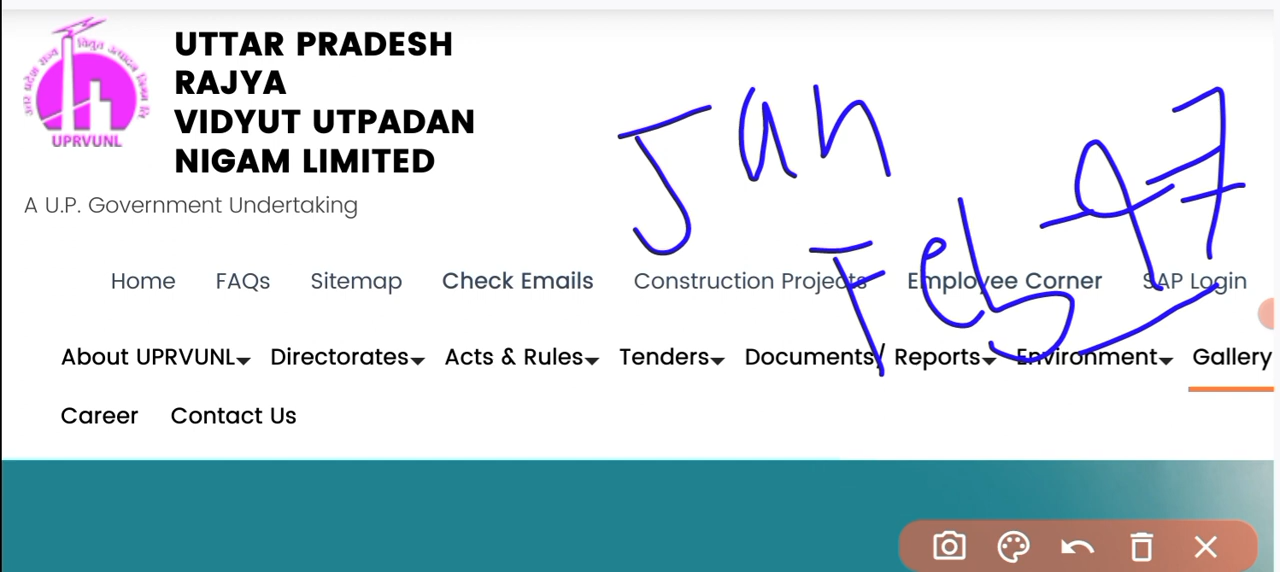 UTTAR PRADESH
RAJYA
VIDYUT UTPADAN
NIGAM LIMITED
UPRVUNL
A U.P. Government Undertaking
Jan
Feb
Home FAQs Sitemap Check Emails Construction Projects Employee Corner SAP Login
About UPRVUNL Directorates Acts & Rules Tenders Documents/ Reports Environment Gallery
Career Contact Us